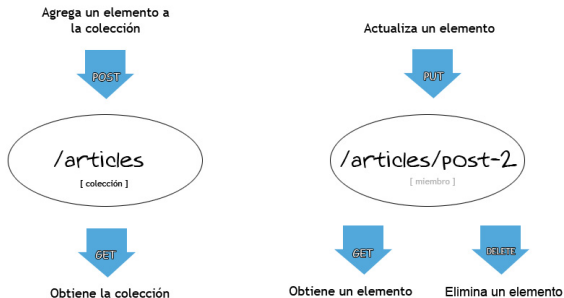 Agrega un elemento a
la colección
POST
/articles
[ colección ]
GET
Obtiene la colección
Actualiza un elemento
PUT
/articles/post-2
[ miembro ]
GET
DELETE
Obtiene un elemento
Elimina un elemento